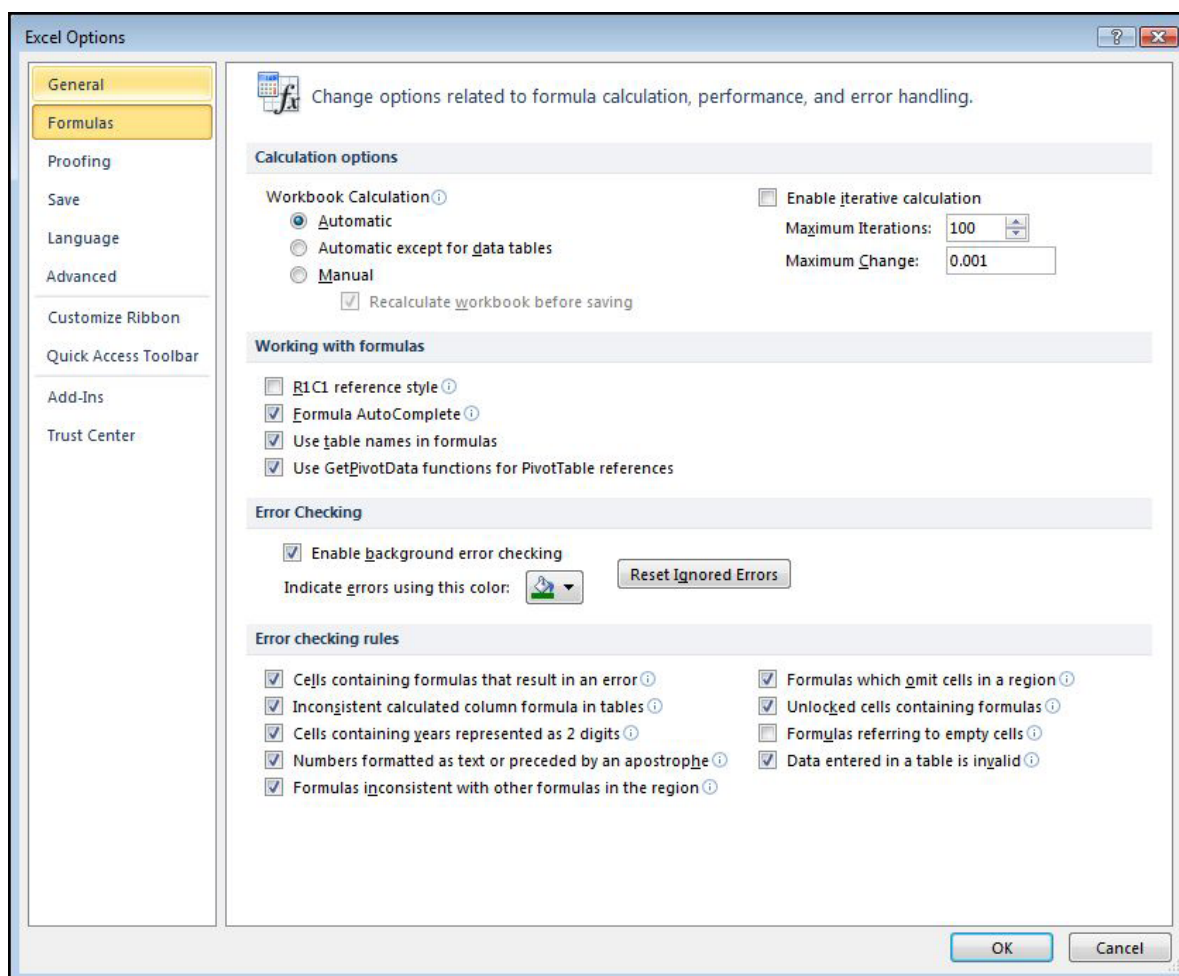 Excel Options
General
Formulas
Proofing
Save
Language
Advanced
Customize Ribbon
Quick Access Toolbar
Add-Ins
Trust Center
Change options related to formula calculation, performance, and error handling.
Calculation options
Workbook Calculation
Automatic
Automatic except for data tables
Manual
Recalculate workbook before saving
Enable iterative calculation
Maximum Iterations: 100
Maximum Change: 0.001
Working with formulas
R1C1 reference style
Formula AutoComplete
Use table names in formulas
Use GetPivotData functions for PivotTable references
Error Checking
Enable background error checking
Indicate errors using this color:
Reset Ignored Errors
Error checking rules
Cells containing formulas that result in an error
Inconsistent calculated column formula in tables
Cells containing years represented as 2 digits
Numbers formatted as text or preceded by an apostrophe
Formulas inconsistent with other formulas in the region
Formulas which omit cells in a region
Unlocked cells containing formulas
Formulas referring to empty cells
Data entered in a table is invalid
OK
Cancel